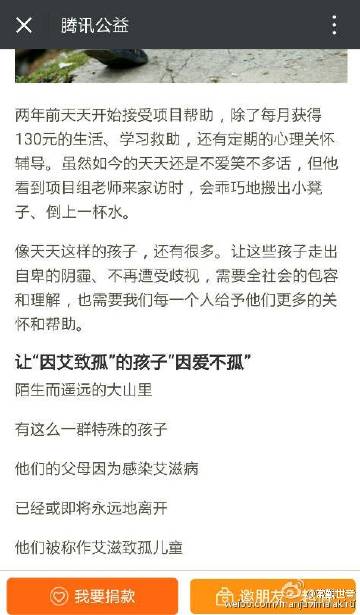 腾讯公益
两年前天天开始接受项目帮助，除了每月获得
130元的生活、学习救助，还有定期的心理关怀
辅导。虽然如今的天天还是不爱笑不多话，但他
看到项目组老师来家访时，会乖巧地搬出小凳
子、倒上一杯水。
像天天这样的孩子，还有很多。让这些孩子走出
自卑的阴霾、不再遭受歧视，需要全社会的包容
和理解，也需要我们每一个人给予他们更多的关
怀和帮助。
让“因艾致孤”的孩子“因爱不孤”
陌生而遥远的大山里
有这么一群特殊的孩子
他们的父母因为感染艾滋病
已经或即将永远地离开
他们被称作艾滋致孤儿童
我要捐款
邀朋友一起捐